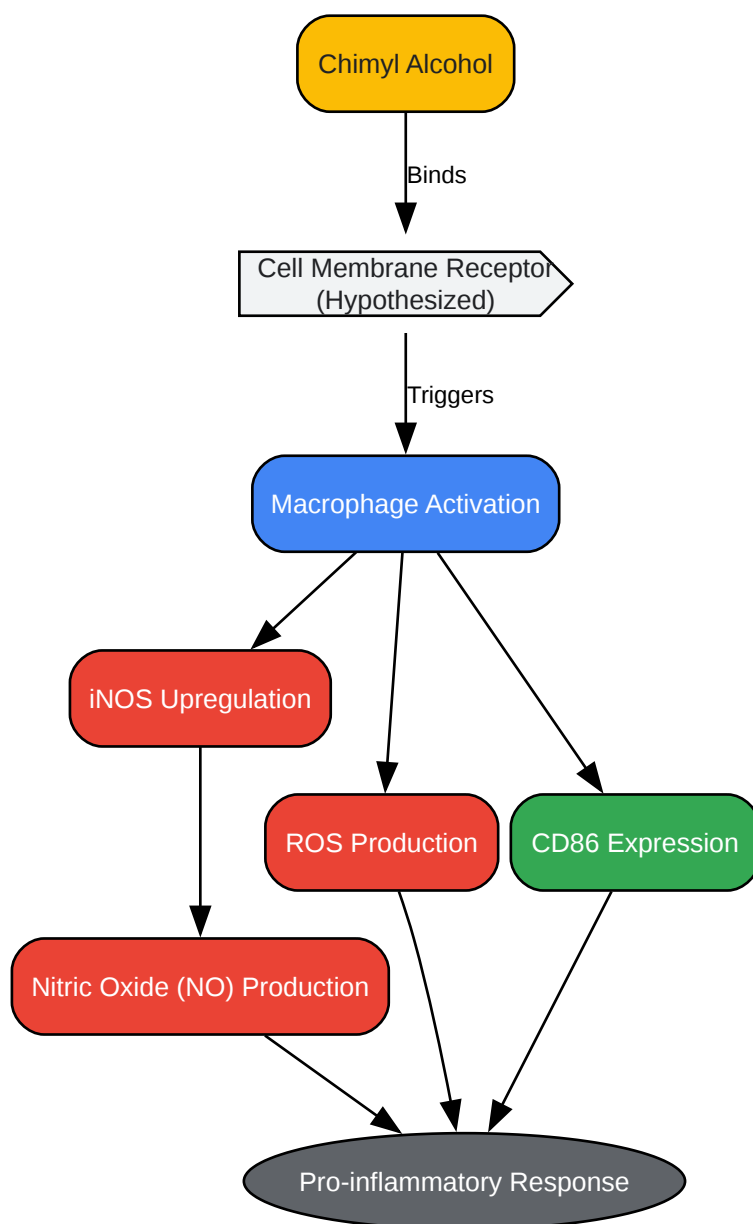 Chimyl Alcohol
Binds
Cell Membrane Receptor
(Hypothesized)
Triggers
Macrophage Activation
iNOS Upregulation
ROS Production
CD86 Expression
Nitric Oxide (NO) Production
Pro-inflammatory Response